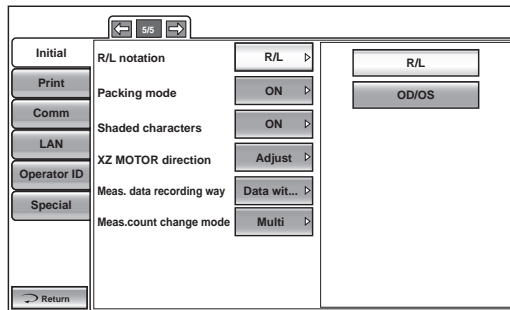 5/5
Initial
Print
Comm
LAN
Operator ID
Special
Return
R/L notation R/L
Packing mode ON
Shaded characters ON
XZ MOTOR direction Adjust
Meas. data recording way Data wit...
Meas.count change mode Multi
R/L
OD/OS